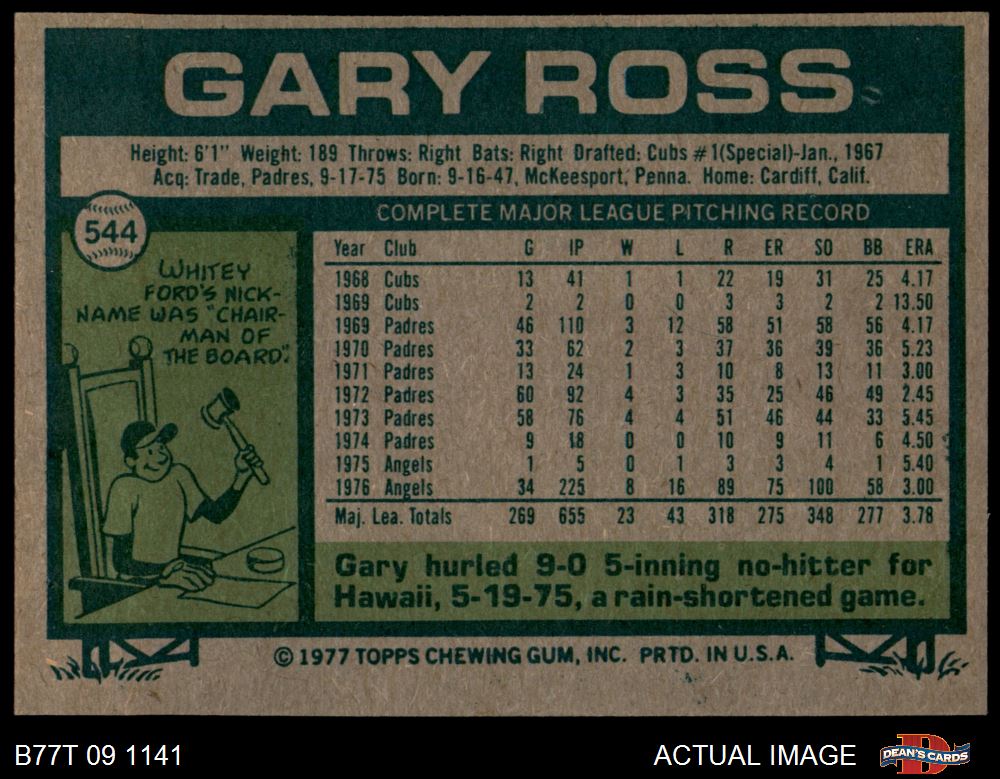 GARY ROSS
Height: 6'1" Weight: 189 Throws: Right Bats: Right Drafted: Cubs #1(Special)-Jan., 1967
Acq: Trade, Padres, 9-17-75 Born: 9-16-47, McKeesport, Penna. Home: Cardiff, Calif.
544
WHITEY
FORD'S NICK-
NAME WAS "CHAIR-
MAN OF
THE BOARD".
COMPLETE MAJOR LEAGUE PITCHING RECORD
Year Club G IP W L R ER SO BB ERA
1968 Cubs 13 41 1 1 22 19 31 25 4.17
1969 Cubs 2 2 0 0 3 3 2 2 13.50
1969 Padres 46 110 3 12 58 51 58 56 4.17
1970 Padres 33 62 2 3 37 36 39 36 5.23
1971 Padres 13 24 1 3 10 8 13 11 3.00
1972 Padres 60 92 4 3 35 25 46 49 2.45
1973 Padres 58 76 4 4 51 46 44 33 5.45
1974 Padres 9 18 0 0 10 9 11 6 4.50
1975 Angels 1 5 0 1 3 3 4 1 5.40
1976 Angels 34 225 8 16 89 75 100 58 3.00
Maj. Lea. Totals 269 655 23 43 318 275 348 277 3.78
Gary hurled 9-0 5-inning no-hitter for
Hawaii, 5-19-75, a rain-shortened game.
© 1977 TOPPS CHEWING GUM, INC. PRTD. IN U.S.A.
B77T 09 1141
ACTUAL IMAGE
DEAN'S CARDS